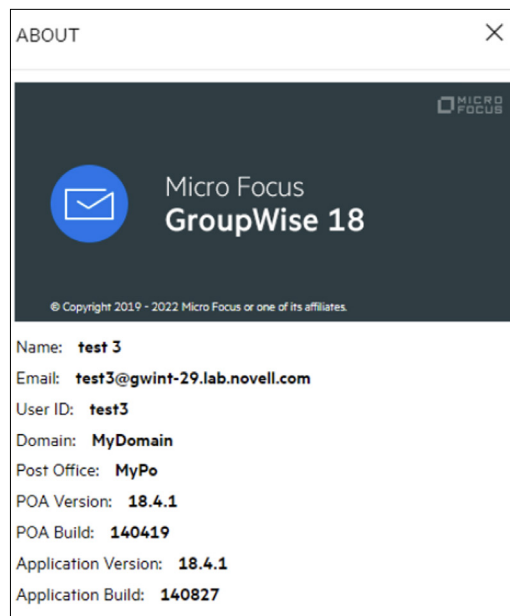 ABOUT
MICRO
FOCUS
Micro Focus
GroupWise 18
© Copyright 2019 - 2022 Micro Focus or one of its affiliates.
Name: test 3
Email: test3@gwint-29.lab.novell.com
User ID: test3
Domain: MyDomain
Post Office: MyPo
POA Version: 18.4.1
POA Build: 140419
Application Version: 18.4.1
Application Build: 140827